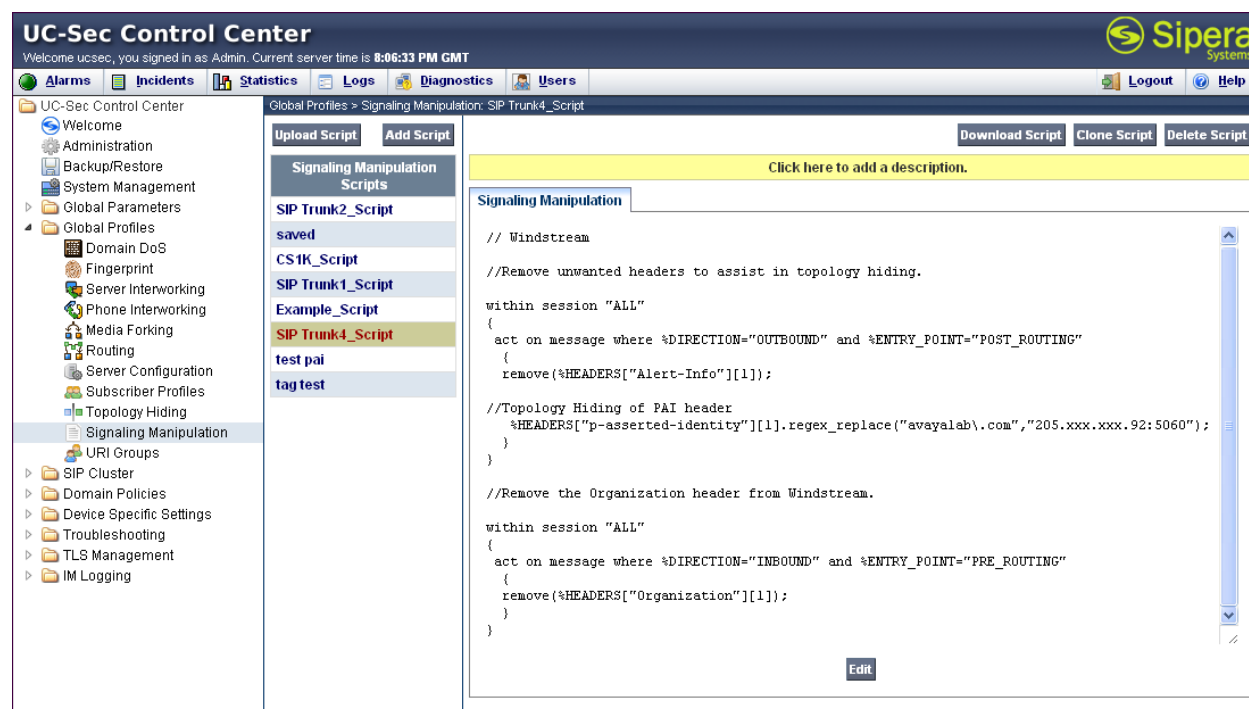 UC-Sec Control Center
Welcome ucsec, you signed in as Admin. Current server time is 8:06:33 PM GMT
Sipera
Systems
Alarms Incidents Statistics Logs Diagnostics Users Logout Help
UC-Sec Control Center
Welcome
Administration
Backup/Restore
System Management
Global Parameters
Global Profiles
Domain DoS
Fingerprint
Server Interworking
Phone Interworking
Media Forking
Routing
Server Configuration
Subscriber Profiles
Topology Hiding
Signaling Manipulation
URI Groups
SIP Cluster
Domain Policies
Device Specific Settings
Troubleshooting
TLS Management
IM Logging
Global Profiles > Signaling Manipulation: SIP Trunk4_Script
Upload Script Add Script
Signaling Manipulation
Scripts
SIP Trunk2_Script
saved
CS1K_Script
SIP Trunk1_Script
Example_Script
SIP Trunk4_Script
test pai
tag test
Download Script Clone Script Delete Script
Click here to add a description.
Signaling Manipulation
// Windstream
//Remove unwanted headers to assist in topology hiding.
within session "ALL"
{
act on message where %DIRECTION="OUTBOUND" and %ENTRY_POINT="POST_ROUTING"
{
remove(%HEADERS["Alert-Info"][1]);
//Topology Hiding of PAI header
%HEADERS["p-asserted-identity"][1].regex_replace("avayalab\.com","205.xxx.xxx.92:5060");
}
}
//Remove the Organization header from Windstream.
within session "ALL"
{
act on message where %DIRECTION="INBOUND" and %ENTRY_POINT="PRE_ROUTING"
{
remove(%HEADERS["Organization"][1]);
}
}
Edit